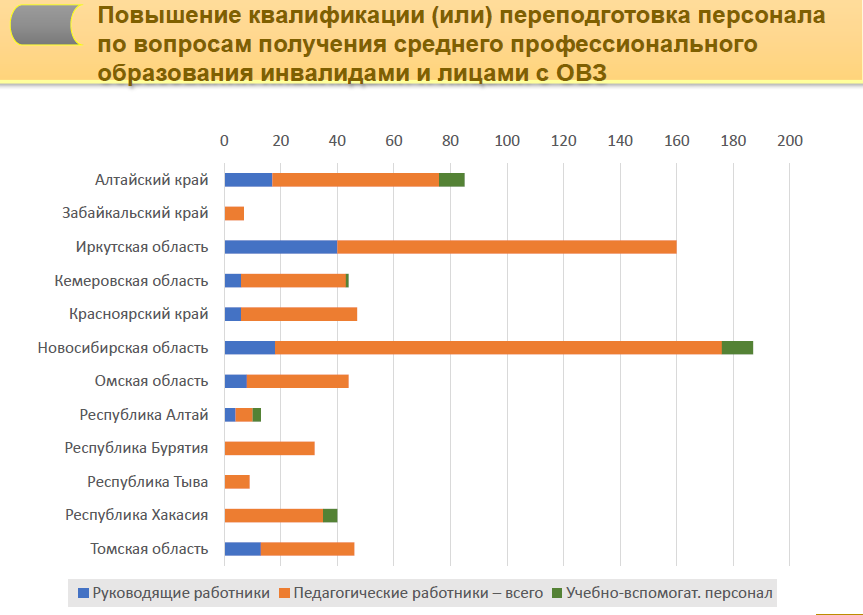 Повышение квалификации (или) переподготовка персонала
по вопросам получения среднего профессионального
образования инвалидами и лицами с ОВЗ
0 20 40 60 80 100 120 140 160 180 200
Алтайский край
Забайкальский край
Иркутская область
Кемеровская область
Красноярский край
Новосибирская область
Омская область
Республика Алтай
Республика Бурятия
Республика Тыва
Республика Хакасия
Томская область
Руководящие работники Педагогические работники – всего Учебно-вспомогат. персонал